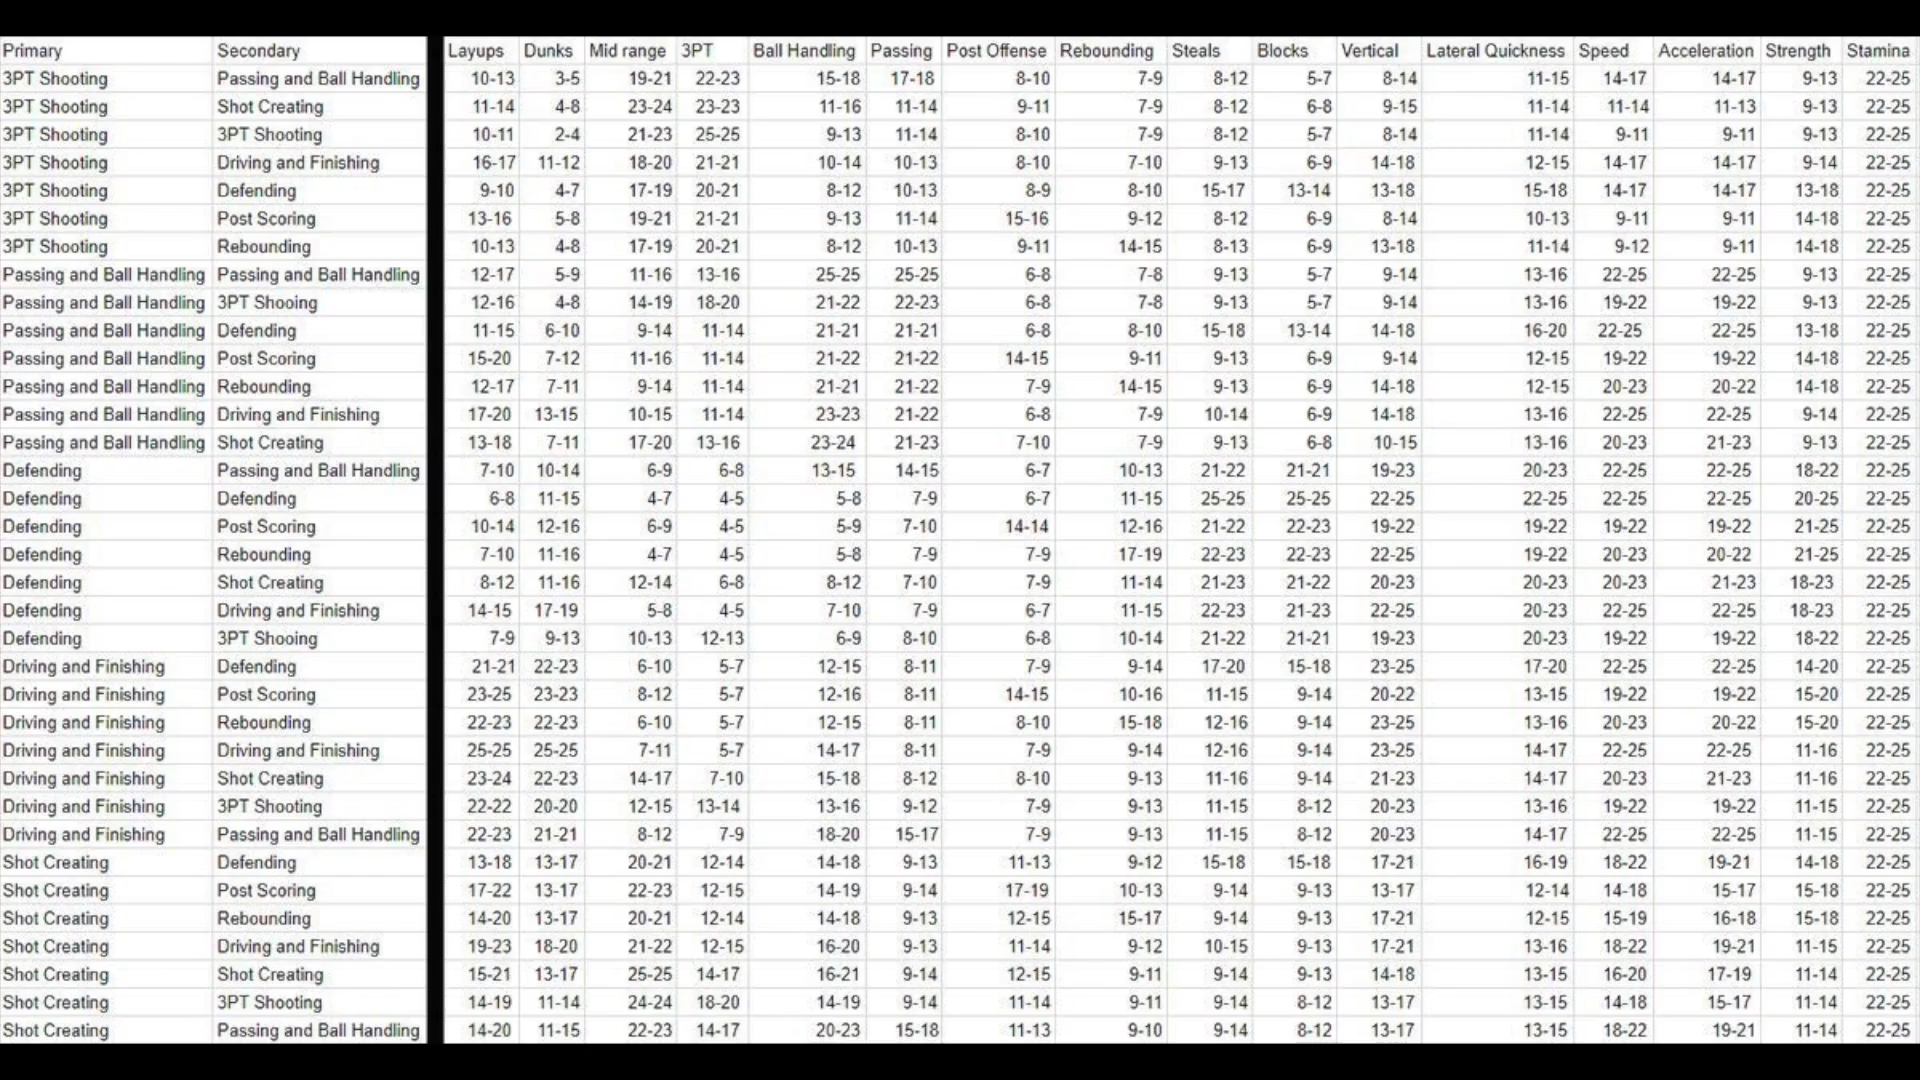 Primary Secondary Layups Dunks Mid range 3PT Ball Handling Passing Post Offense Rebounding Steals Blocks Vertical Lateral Quickness Speed Acceleration Strength Stamina
3PT Shooting Passing and Ball Handling 10-13 3-5 19-21 22-23 15-18 17-18 8-10 7-9 8-12 5-7 8-14 11-15 14-17 14-17 9-13 22-25
3PT Shooting Shot Creating 11-14 4-8 23-24 23-23 11-16 11-14 9-11 7-9 8-12 6-8 9-15 11-14 11-14 11-13 9-13 22-25
3PT Shooting 3PT Shooting 10-11 2-4 21-23 25-25 9-13 11-14 8-10 7-9 8-12 5-7 8-14 11-14 9-11 9-11 9-13 22-25
3PT Shooting Driving and Finishing 16-17 11-12 18-20 21-21 10-14 10-13 8-10 7-10 9-13 6-9 14-18 12-15 14-17 14-17 9-14 22-25
3PT Shooting Defending 9-10 4-7 17-19 20-21 8-12 10-13 8-9 8-10 15-17 13-14 13-18 15-18 14-17 14-17 13-18 22-25
3PT Shooting Post Scoring 13-16 5-8 19-21 21-21 9-13 11-14 15-16 9-12 8-12 6-9 8-14 10-13 9-11 9-11 14-18 22-25
3PT Shooting Rebounding 10-13 4-8 17-19 20-21 8-12 10-13 9-11 14-15 8-13 6-9 13-18 11-14 9-12 9-11 14-18 22-25
Passing and Ball Handling Passing and Ball Handling 12-17 5-9 11-16 13-16 25-25 25-25 6-8 7-8 9-13 5-7 9-14 13-16 22-25 22-25 9-13 22-25
Passing and Ball Handling 3PT Shooing 12-16 4-8 14-19 18-20 21-22 22-23 6-8 7-8 9-13 5-7 9-14 13-16 19-22 19-22 9-13 22-25
Passing and Ball Handling Defending 11-15 6-10 9-14 11-14 21-21 21-21 6-8 8-10 15-18 13-14 14-18 16-20 22-25 22-25 13-18 22-25
Passing and Ball Handling Post Scoring 15-20 7-12 11-16 11-14 21-22 21-22 14-15 9-11 9-13 6-9 9-14 12-15 19-22 19-22 14-18 22-25
Passing and Ball Handling Rebounding 12-17 7-11 9-14 11-14 21-21 21-22 7-9 14-15 9-13 6-9 14-18 12-15 20-23 20-22 14-18 22-25
Passing and Ball Handling Driving and Finishing 17-20 13-15 10-15 11-14 23-23 21-22 6-8 7-9 10-14 6-9 14-18 13-16 22-25 22-25 9-14 22-25
Passing and Ball Handling Shot Creating 13-18 7-11 17-20 13-16 23-24 21-23 7-10 7-9 9-13 6-8 10-15 13-16 20-23 21-23 9-13 22-25
Defending Passing and Ball Handling 7-10 10-14 6-9 6-8 13-15 14-15 6-7 10-13 21-22 21-21 19-23 20-23 22-25 22-25 18-22 22-25
Defending Defending 6-8 11-15 4-7 4-5 5-8 7-9 6-7 11-15 25-25 25-25 22-25 22-25 22-25 22-25 20-25 22-25
Defending Post Scoring 10-14 12-16 6-9 4-5 5-9 7-10 14-14 12-16 21-22 22-23 19-22 19-22 19-22 19-22 21-25 22-25
Defending Rebounding 7-10 11-16 4-7 4-5 5-8 7-9 7-9 17-19 22-23 22-23 22-25 19-22 20-23 20-22 21-25 22-25
Defending Shot Creating 8-12 11-16 12-14 6-8 8-12 7-10 7-9 11-14 21-23 21-22 20-23 20-23 20-23 21-23 18-23 22-25
Defending Driving and Finishing 14-15 17-19 5-8 4-5 7-10 7-9 6-7 11-15 22-23 21-23 22-25 20-23 22-25 22-25 18-23 22-25
Defending 3PT Shooing 7-9 9-13 10-13 12-13 6-9 8-10 6-8 10-14 21-22 21-21 19-23 20-23 19-22 19-22 18-22 22-25
Driving and Finishing Defending 21-21 22-23 6-10 5-7 12-15 8-11 7-9 9-14 17-20 15-18 23-25 17-20 22-25 22-25 14-20 22-25
Driving and Finishing Post Scoring 23-25 23-23 8-12 5-7 12-16 8-11 14-15 10-16 11-15 9-14 20-22 13-15 19-22 19-22 15-20 22-25
Driving and Finishing Rebounding 22-23 22-23 6-10 5-7 12-15 8-11 8-10 15-18 12-16 9-14 23-25 13-16 20-23 20-22 15-20 22-25
Driving and Finishing Driving and Finishing 25-25 25-25 7-11 5-7 14-17 8-11 7-9 9-14 12-16 9-14 23-25 14-17 22-25 22-25 11-16 22-25
Driving and Finishing Shot Creating 23-24 22-23 14-17 7-10 15-18 8-12 8-10 9-13 11-16 9-14 21-23 14-17 20-23 21-23 11-16 22-25
Driving and Finishing 3PT Shooting 22-22 20-20 12-15 13-14 13-16 9-12 7-9 9-13 11-15 8-12 20-23 13-16 19-22 19-22 11-15 22-25
Driving and Finishing Passing and Ball Handling 22-23 21-21 8-12 7-9 18-20 15-17 7-9 9-13 11-15 8-12 20-23 14-17 22-25 22-25 11-15 22-25
Shot Creating Defending 13-18 13-17 20-21 12-14 14-18 9-13 11-13 9-12 15-18 15-18 17-21 16-19 18-22 19-21 14-18 22-25
Shot Creating Post Scoring 17-22 13-17 22-23 12-15 14-19 9-14 17-19 10-13 9-14 9-13 13-17 12-14 14-18 15-17 15-18 22-25
Shot Creating Rebounding 14-20 13-17 20-21 12-14 14-18 9-13 12-15 15-17 9-14 9-13 17-21 12-15 15-19 16-18 15-18 22-25
Shot Creating Driving and Finishing 19-23 18-20 21-22 12-15 16-20 9-13 11-14 9-12 10-15 9-13 17-21 13-16 18-22 19-21 11-15 22-25
Shot Creating Shot Creating 15-21 13-17 25-25 14-17 16-21 9-14 12-15 9-11 9-14 9-13 14-18 13-15 16-20 17-19 11-14 22-25
Shot Creating 3PT Shooting 14-19 11-14 24-24 18-20 14-19 9-14 11-14 9-11 9-14 8-12 13-17 13-15 14-18 15-17 11-14 22-25
Shot Creating Passing and Ball Handling 14-20 11-15 22-23 14-17 20-23 15-18 11-13 9-10 9-14 8-12 13-17 13-15 18-22 19-21 11-14 22-25